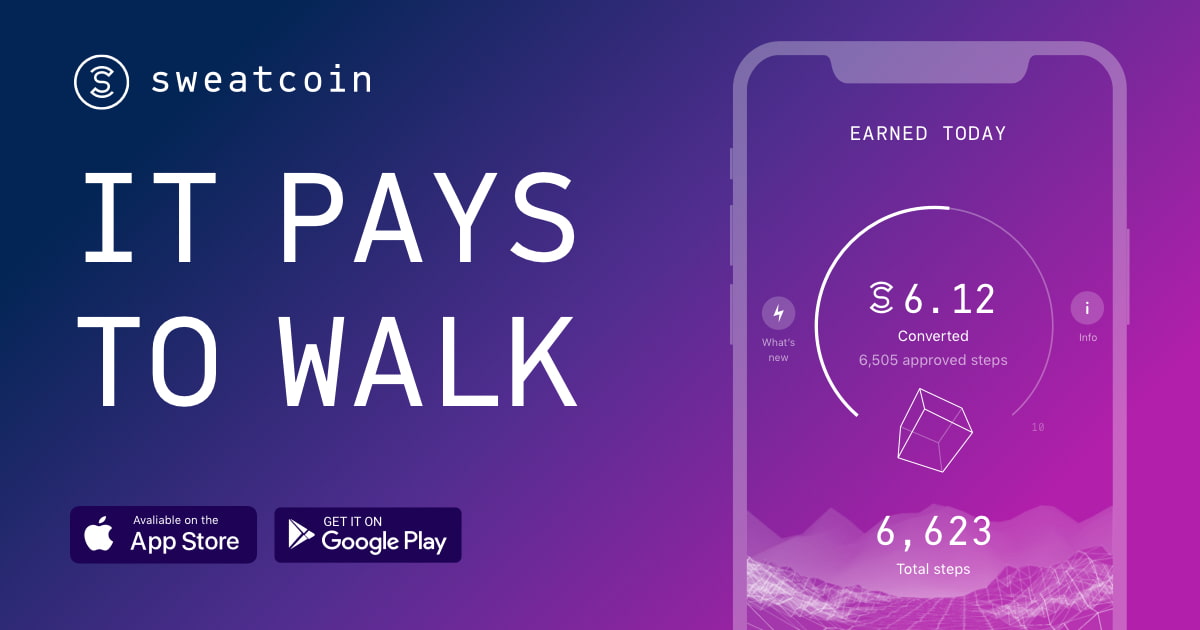 sweatcoin
IT PAYS
TO WALK
Avaliable on the
App Store
GET IT ON
Google Play
EARNED TODAY
6.12
Converted
6,505 approved steps
What's
new
i
Info
10
6,623
Total steps